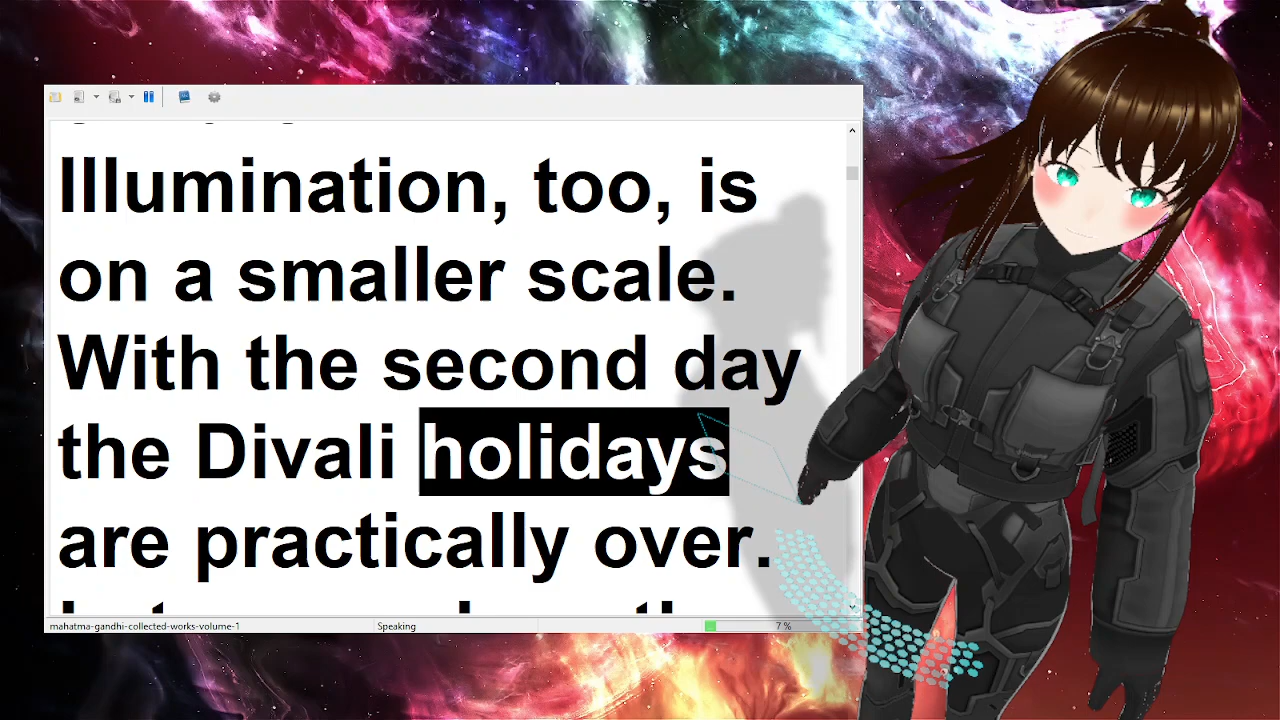 Illumination, too, is
on a smaller scale.
With the second day
the Divali holidays
are practically over.
mahatma-gandhi-collected-works-volume-1
Speaking
7 %